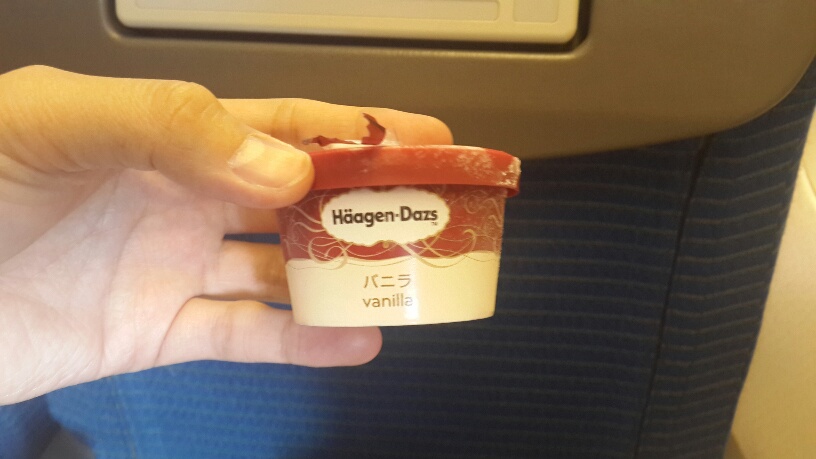 Häagen-Dazs
バニラ
vanilla